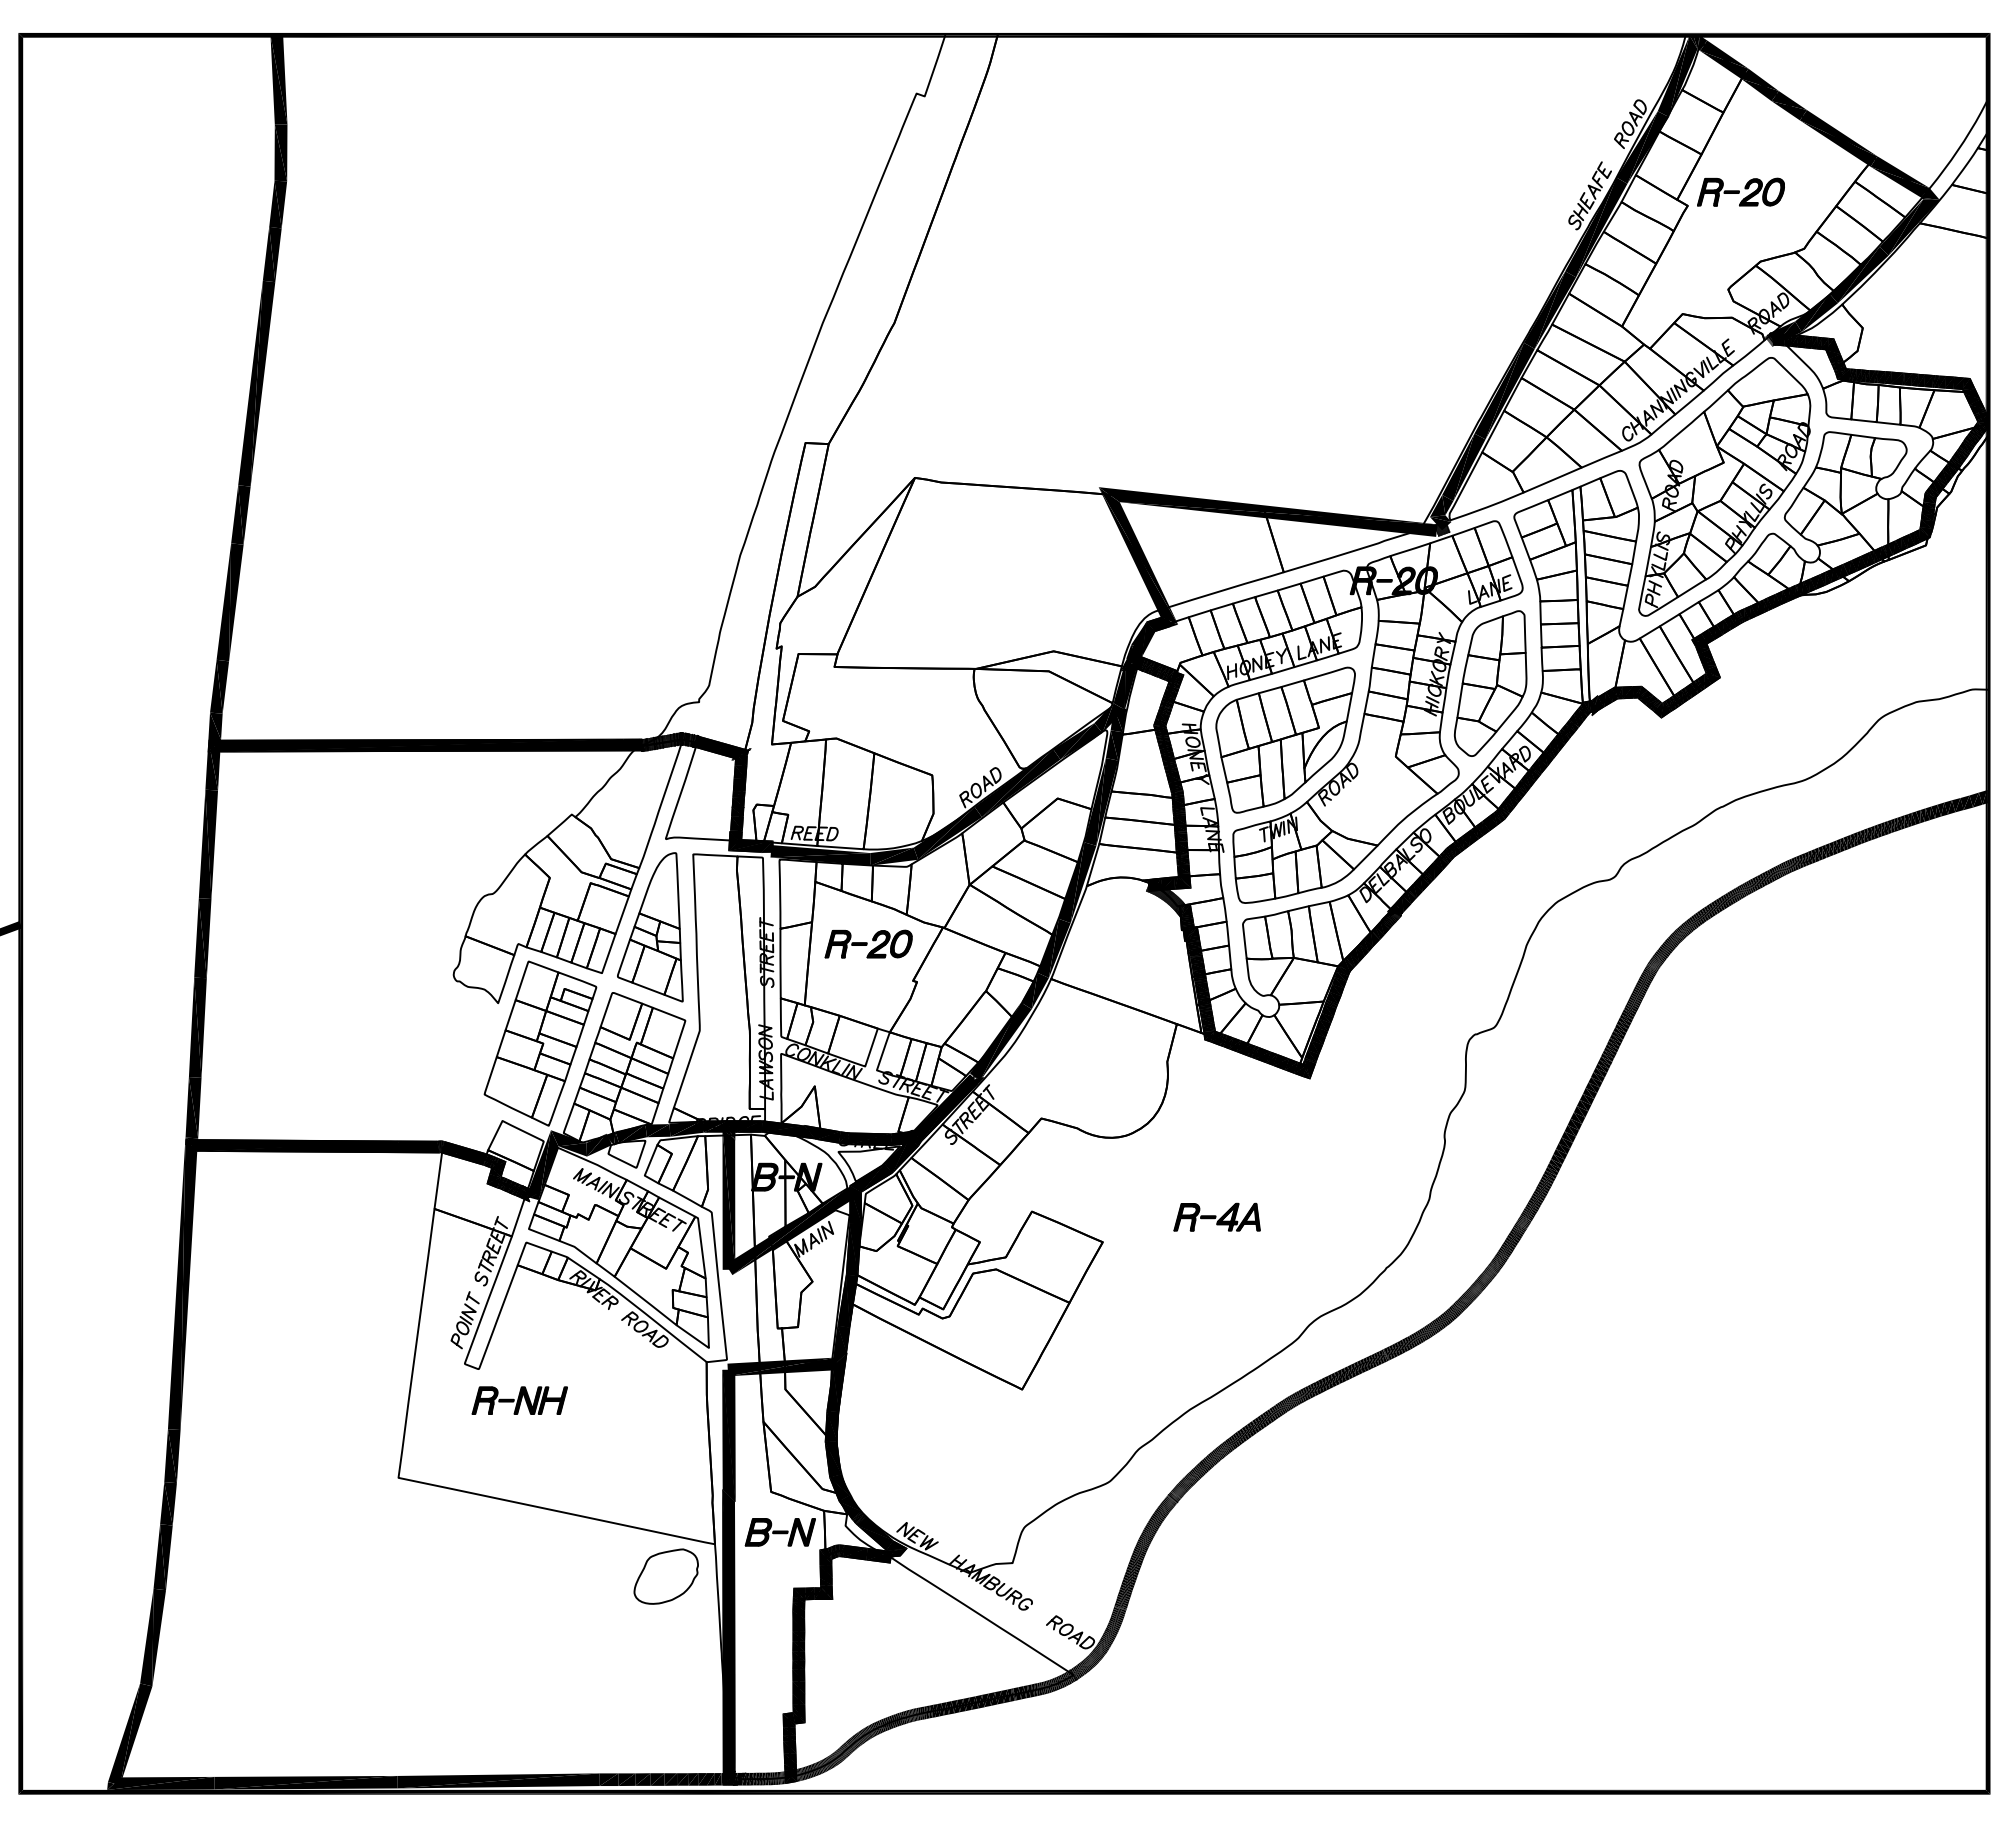 SHEAFE ROAD
R-20
CHANNINGVILLE ROAD
PHYLLIS ROAD
PHYLLIS ROAD
R-20
LANE
HICKORY
HONEY LANE
HONEY LANE
TWIN ROAD
DELBALSO BOULEVARD
REED ROAD
R-20
LAWSON STREET
CONKLIN STREET
BRIDGE STREET
MAIN STREET
B-N
MAIN STREET
R-4A
POINT STREET
RIVER ROAD
R-NH
B-N
NEW HAMBURG ROAD